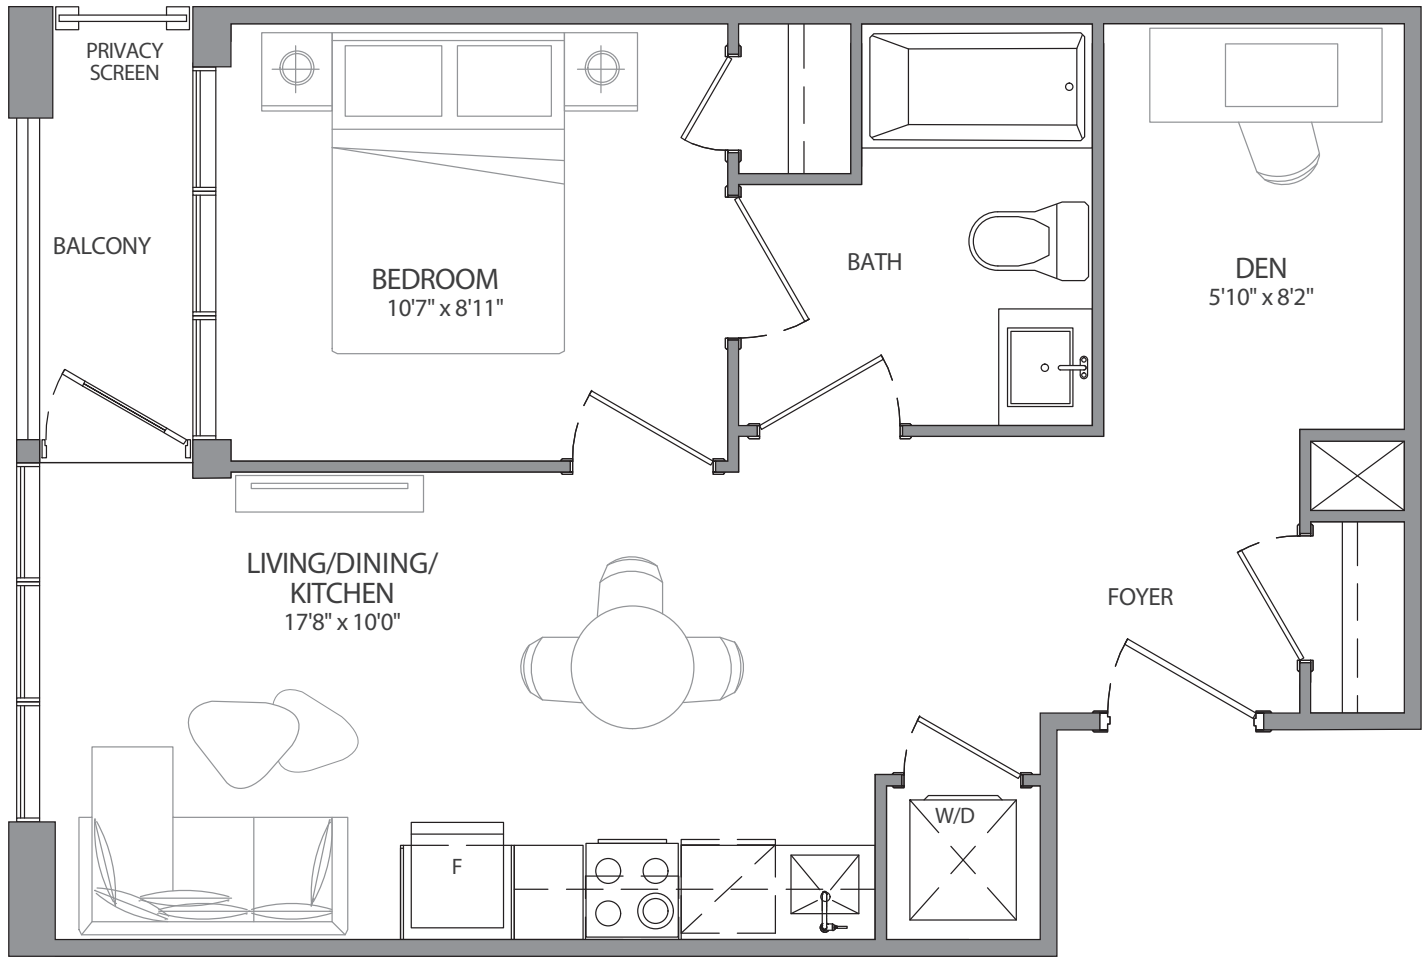 PRIVACY
SCREEN
BALCONY
BEDROOM
10'7" x 8'11"
BATH
DEN
5'10" x 8'2"
LIVING/DINING/
KITCHEN
17'8" x 10'0"
FOYER
W/D
F